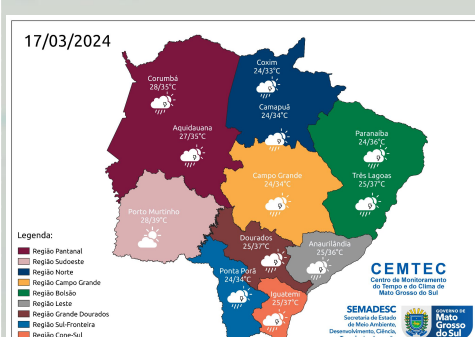 17/03/2024
Coxim
24/33°C
Corumbá
28/35°C
Camapuã
24/34°C
Aquidauana
27/35°C
Paranaíba
24/36°C
Campo Grande
24/34°C
Três Lagoas
25/37°C
Porto Murtinho
28/39°C
Dourados
25/37°C
Anaurilândia
25/36°C
Ponta Porã
24/34°C
Iguatemi
25/37°C
Legenda:
Região Pantanal
Região Sudoeste
Região Norte
Região Campo Grande
Região Bolsão
Região Leste
Região Grande Dourados
Região Sul-Fronteira
Região Cone-Sul
CEMTEC
Centro de Monitoramento
do Tempo e do Clima de
Mato Grosso do Sul
SEMADESC
Secretaria de Estado
de Meio Ambiente,
Desenvolvimento, Ciência,
GOVERNO DE
Mato
Grosso
do Sul